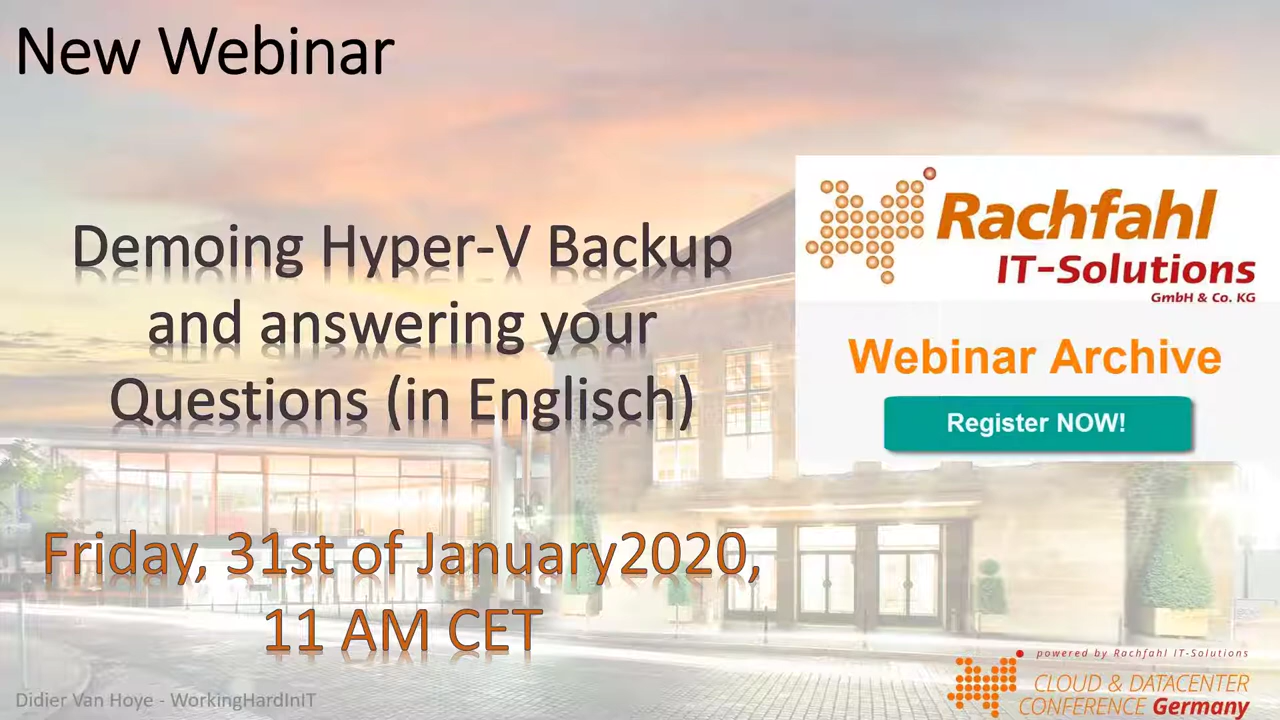 New Webinar
Demoing Hyper-V Backup
and answering your
Questions (in Englisch)
Friday, 31st of January2020,
11 AM CET
Rachfahl
IT-Solutions
GmbH & Co. KG
Webinar Archive
Register NOW!
Didier Van Hoye - WorkingHardInIT
powered by Rachfahl IT-Solutions
CLOUD & DATACENTER
CONFERENCE Germany